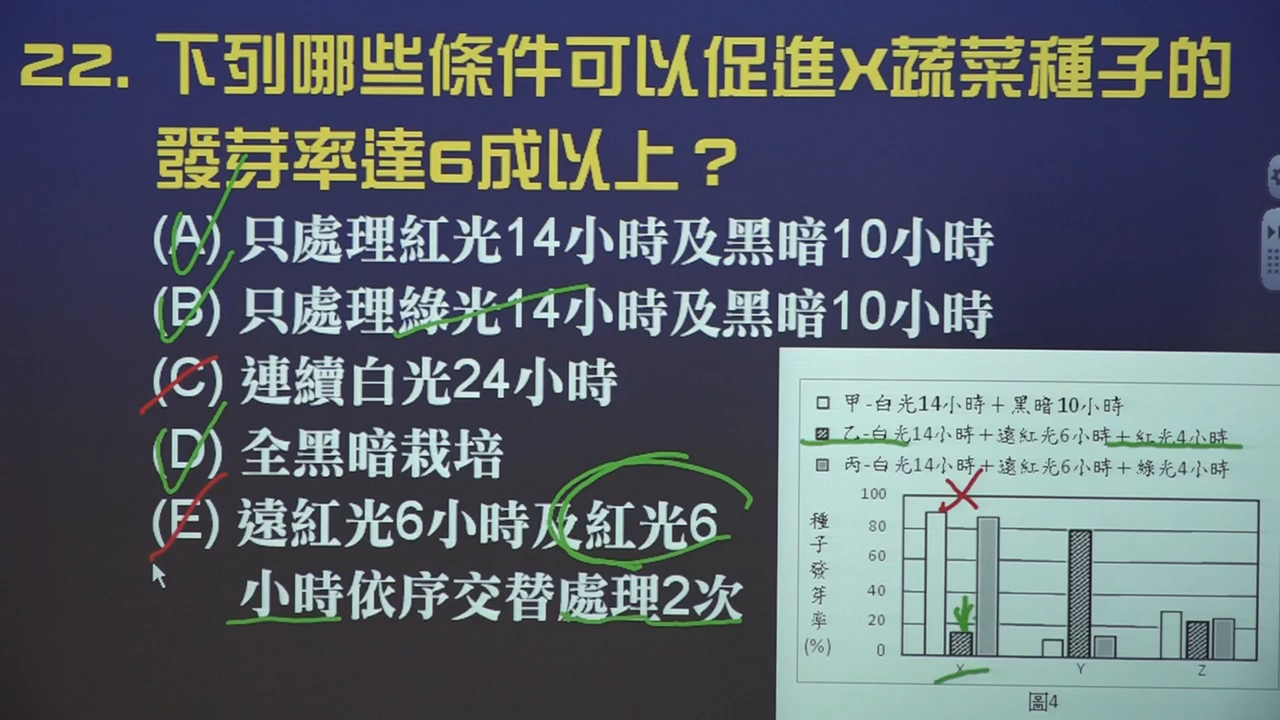 22. 下列哪些條件可以促進X蔬菜種子的
發芽率達6成以上？
(A) 只處理紅光14小時及黑暗10小時
(B) 只處理綠光14小時及黑暗10小時
(C) 連續白光24小時
(D) 全黑暗栽培
(E) 遠紅光6小時及紅光6
小時依序交替處理2次
甲-白光14小時＋黑暗10小時
乙-白光14小時＋遠紅光6小時＋紅光4小時
丙-白光14小時＋遠紅光6小時＋綠光4小時
種子發芽率(%)
100
80
60
40
20
0
X Y Z
圖4